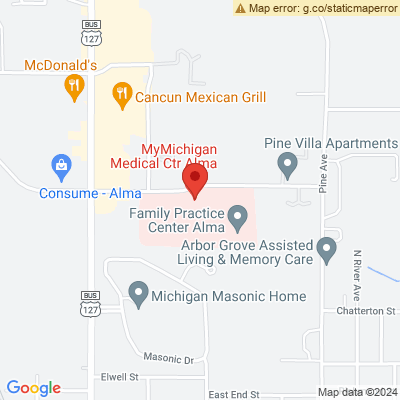 Map error: g.co/staticmaperror
BUS
127
McDonald's
Cancun Mexican Grill
MyMichigan
Medical Ctr Alma
Pine Villa Apartments
Consume - Alma
Pine Ave
Family Practice
Center Alma
Arbor Grove Assisted
Living & Memory Care
N River Ave
Michigan Masonic Home
BUS
127
Chatterton St
Masonic Dr
Elwell St
Google
East End St
Map data ©2024